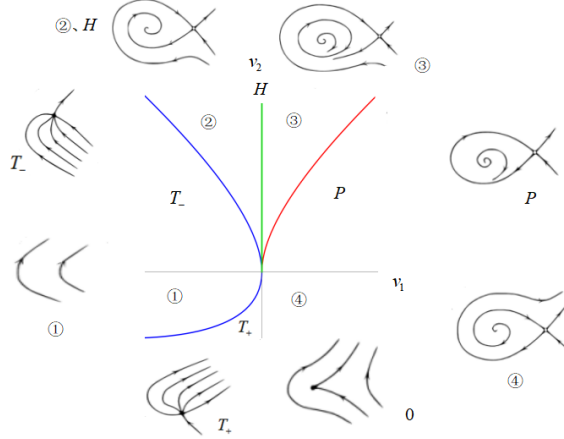 ②、H
v₂
③
H
②
③
T₋
T₋
P
P
①
④
v₁
①
T₊
④
T₊
0